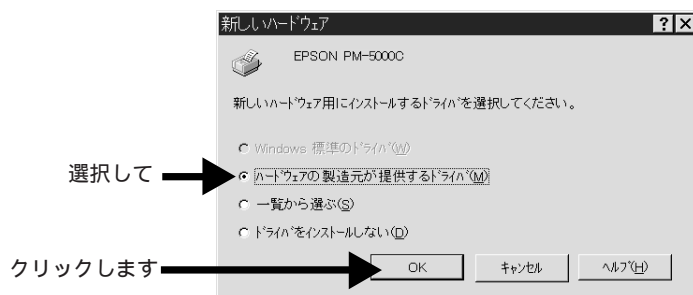 新しいハードウェア
EPSON PM-5000C
新しいハードウェア用にインストールするドライバを選択してください。
Windows 標準のドライバ(W)
選択して
ハードウェアの製造元が提供するドライバ(M)
一覧から選ぶ(S)
ドライバをインストールしない(D)
クリックします
OK
キャンセル
ヘルプ(H)